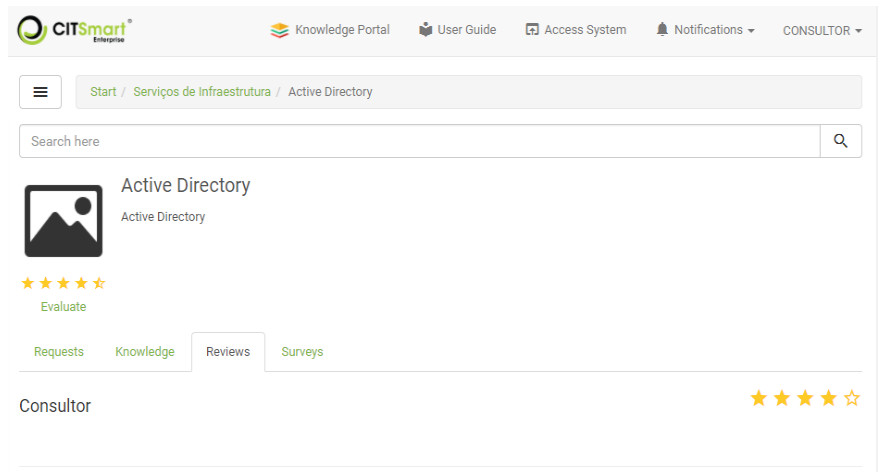 CITSmart®
Enterprise
Knowledge Portal User Guide Access System Notifications CONSULTOR
Start / Serviços de Infraestrutura / Active Directory
Search here
Active Directory
Active Directory
Evaluate
Requests Knowledge Reviews Surveys
Consultor